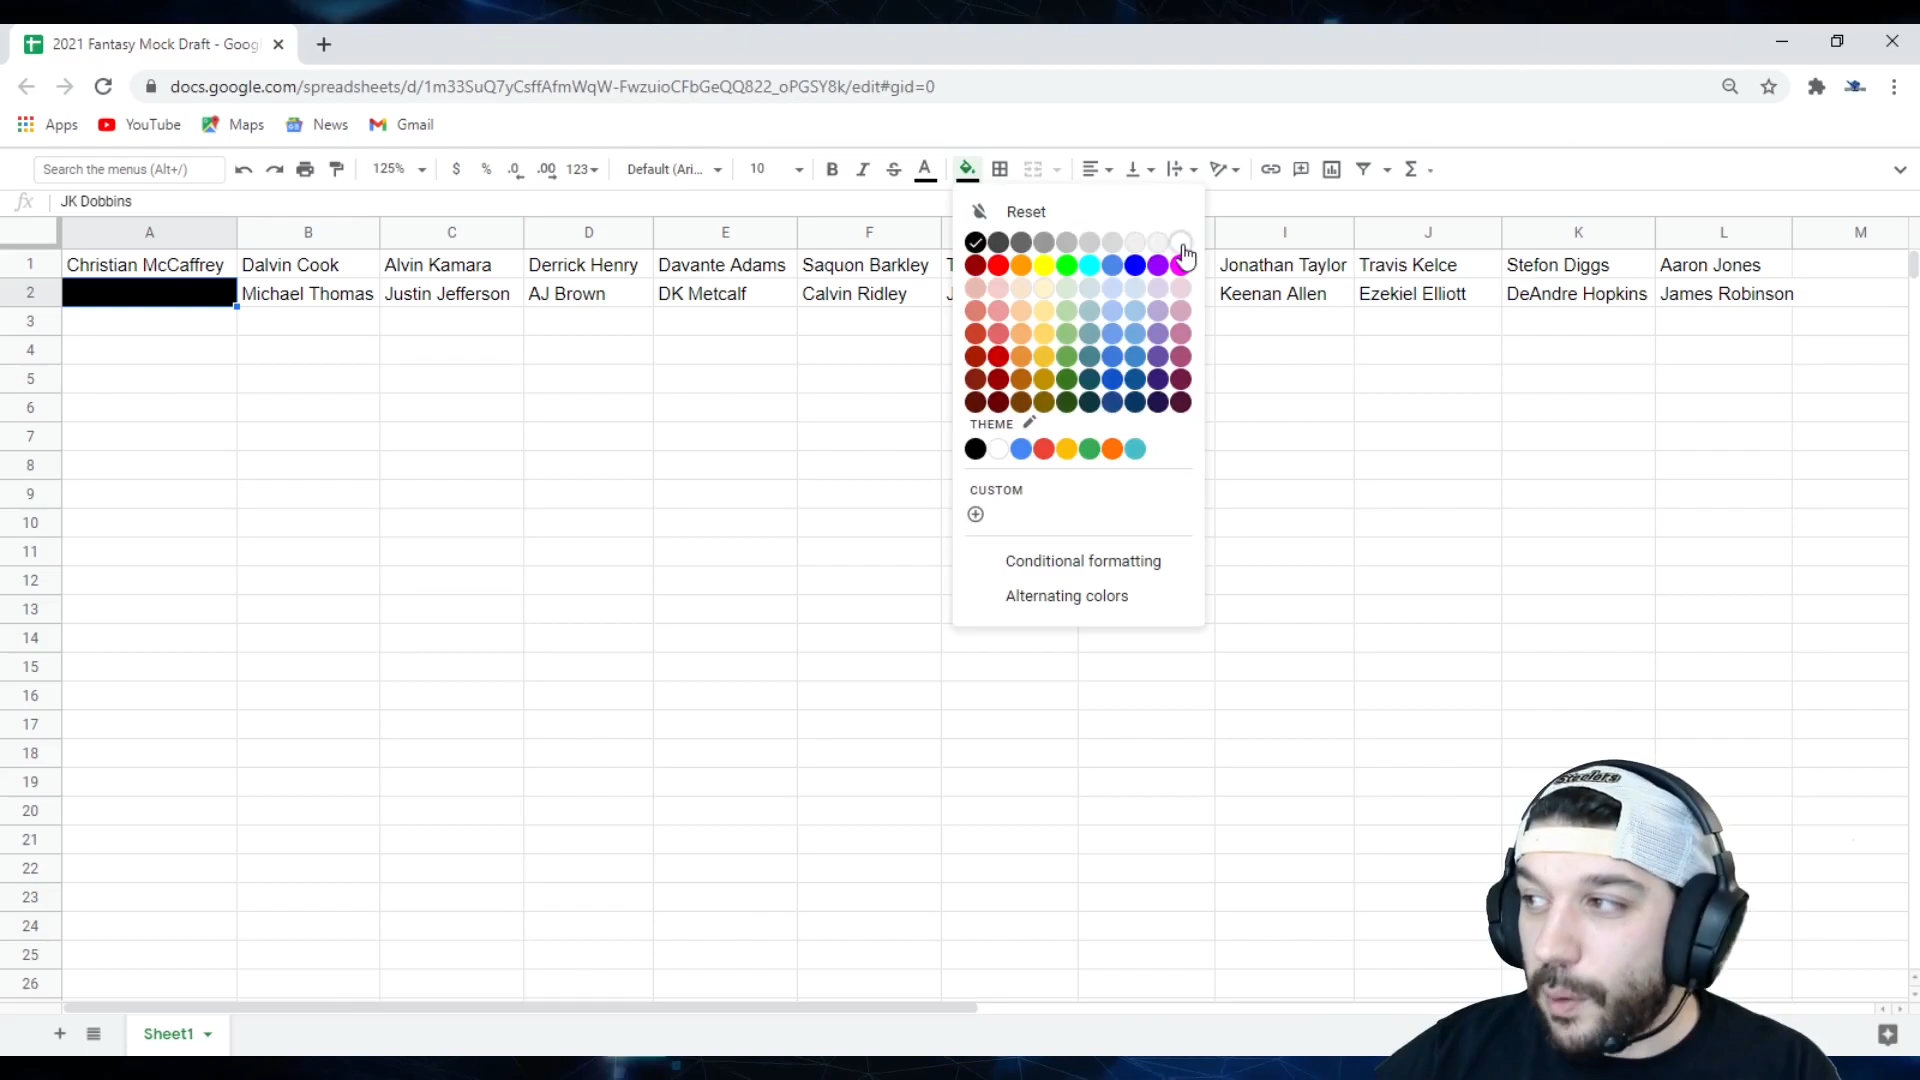 2021 Fantasy Mock Draft - Goog
docs.google.com/spreadsheets/d/1m33SuQ7yCsffAfmWqW-FwzuioCFbGeQQ822_oPGSY8k/edit#gid=0
Apps YouTube Maps News Gmail
Search the menus (Alt+/) 125% $ % .0 .00 123 Default (Ari... 10 B I S A
fx JK Dobbins
Reset
A B C D E F I J K L M
1 Christian McCaffrey Dalvin Cook Alvin Kamara Derrick Henry Davante Adams Saquon Barkley T Jonathan Taylor Travis Kelce Stefon Diggs Aaron Jones
2 Michael Thomas Justin Jefferson AJ Brown DK Metcalf Calvin Ridley J Keenan Allen Ezekiel Elliott DeAndre Hopkins James Robinson
3
4
5
6
7
THEME
8
9
CUSTOM
10
11
Conditional formatting
12
Alternating colors
13
14
15
16
17
18
19
20
Steelers
21
22
23
24
25
26
Sheet1